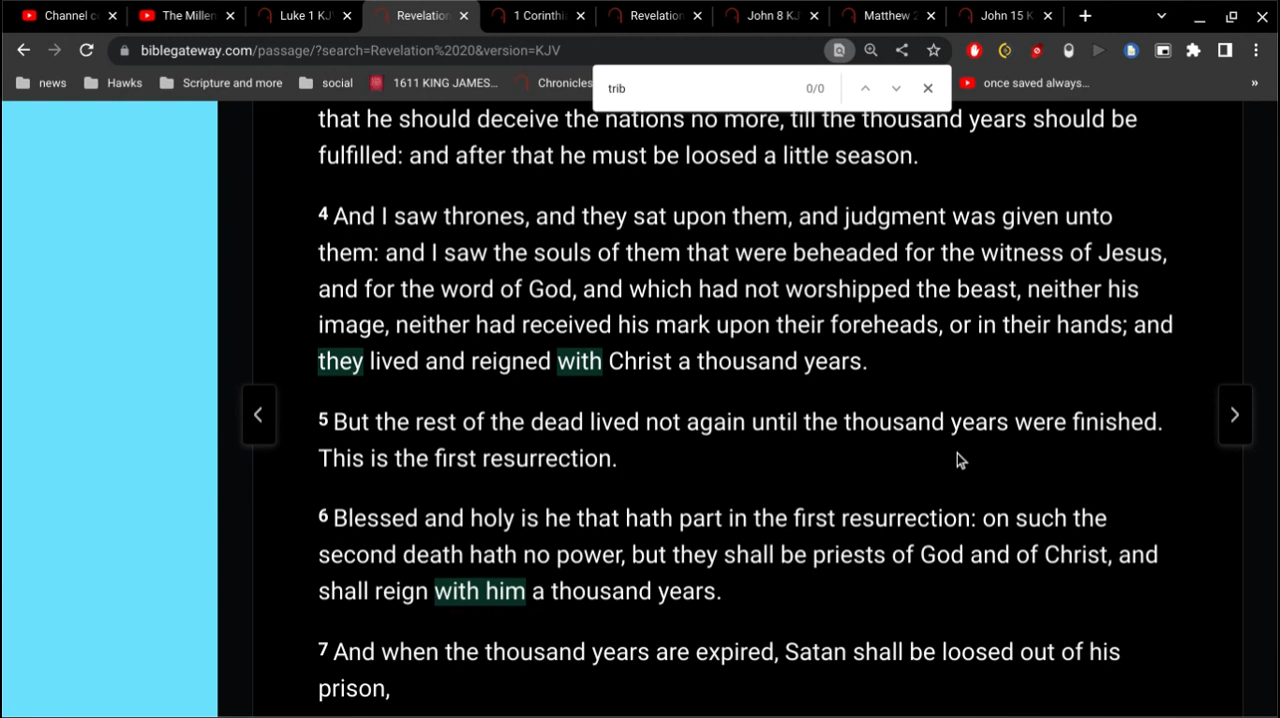 Channel c
The Millen
Luke 1 KJ
Revelation
1 Corinthi
Revelation
John 8 KJ
Matthew 2
John 15 K
biblegateway.com/passage/?search=Revelation%2020&version=KJV
news
Hawks
Scripture and more
social
1611 KING JAMES...
Chronicles
once saved always...
»
trib 0/0
that he should deceive the nations no more, till the thousand years should be
fulfilled: and after that he must be loosed a little season.
4 And I saw thrones, and they sat upon them, and judgment was given unto
them: and I saw the souls of them that were beheaded for the witness of Jesus,
and for the word of God, and which had not worshipped the beast, neither his
image, neither had received his mark upon their foreheads, or in their hands; and
they lived and reigned with Christ a thousand years.
5 But the rest of the dead lived not again until the thousand years were finished.
This is the first resurrection.
6 Blessed and holy is he that hath part in the first resurrection: on such the
second death hath no power, but they shall be priests of God and of Christ, and
shall reign with him a thousand years.
7 And when the thousand years are expired, Satan shall be loosed out of his
prison,